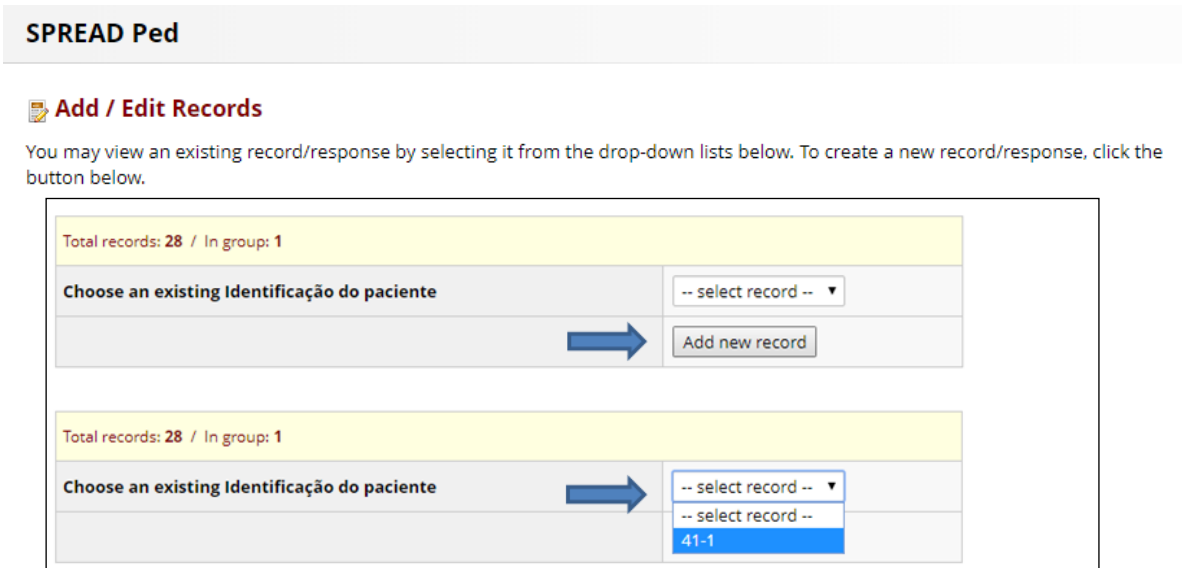 SPREAD Ped
Add / Edit Records
You may view an existing record/response by selecting it from the drop-down lists below. To create a new record/response, click the
button below.
Total records: 28 / In group: 1
Choose an existing Identificação do paciente
-- select record --
Add new record
Total records: 28 / In group: 1
Choose an existing Identificação do paciente
-- select record --
-- select record --
41-1